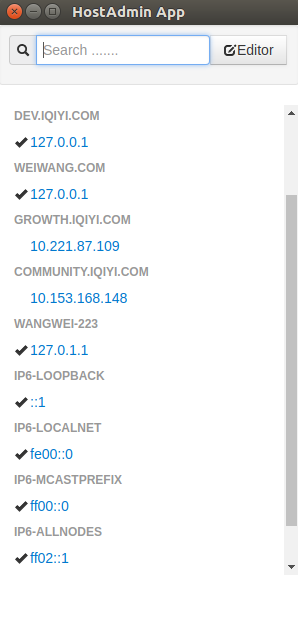 HostAdmin App
Search .......
Editor
DEV.IQIYI.COM
127.0.0.1
WEIWANG.COM
127.0.0.1
GROWTH.IQIYI.COM
10.221.87.109
COMMUNITY.IQIYI.COM
10.153.168.148
WANGWEI-223
127.0.1.1
IP6-LOOPBACK
::1
IP6-LOCALNET
fe00::0
IP6-MCASTPREFIX
ff00::0
IP6-ALLNODES
ff02::1